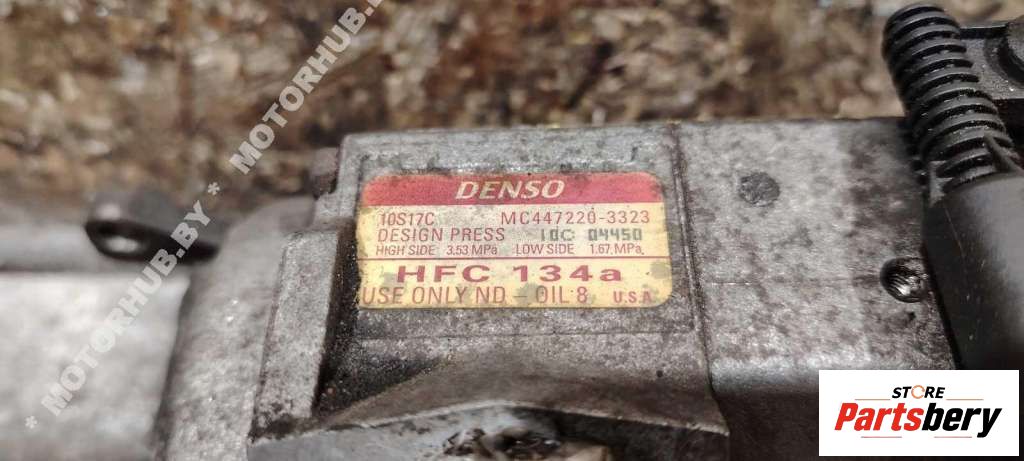 * MOTORHUB.BY * MOTORHUB.BY
DENSO
10S17C MC447220-3323
DESIGN PRESS 10C 04450
HIGH SIDE 3.53 MPa LOW SIDE 1.67 MPa
HFC 134a
USE ONLY ND-OIL 8 U.S.A.
STORE
Partsbery